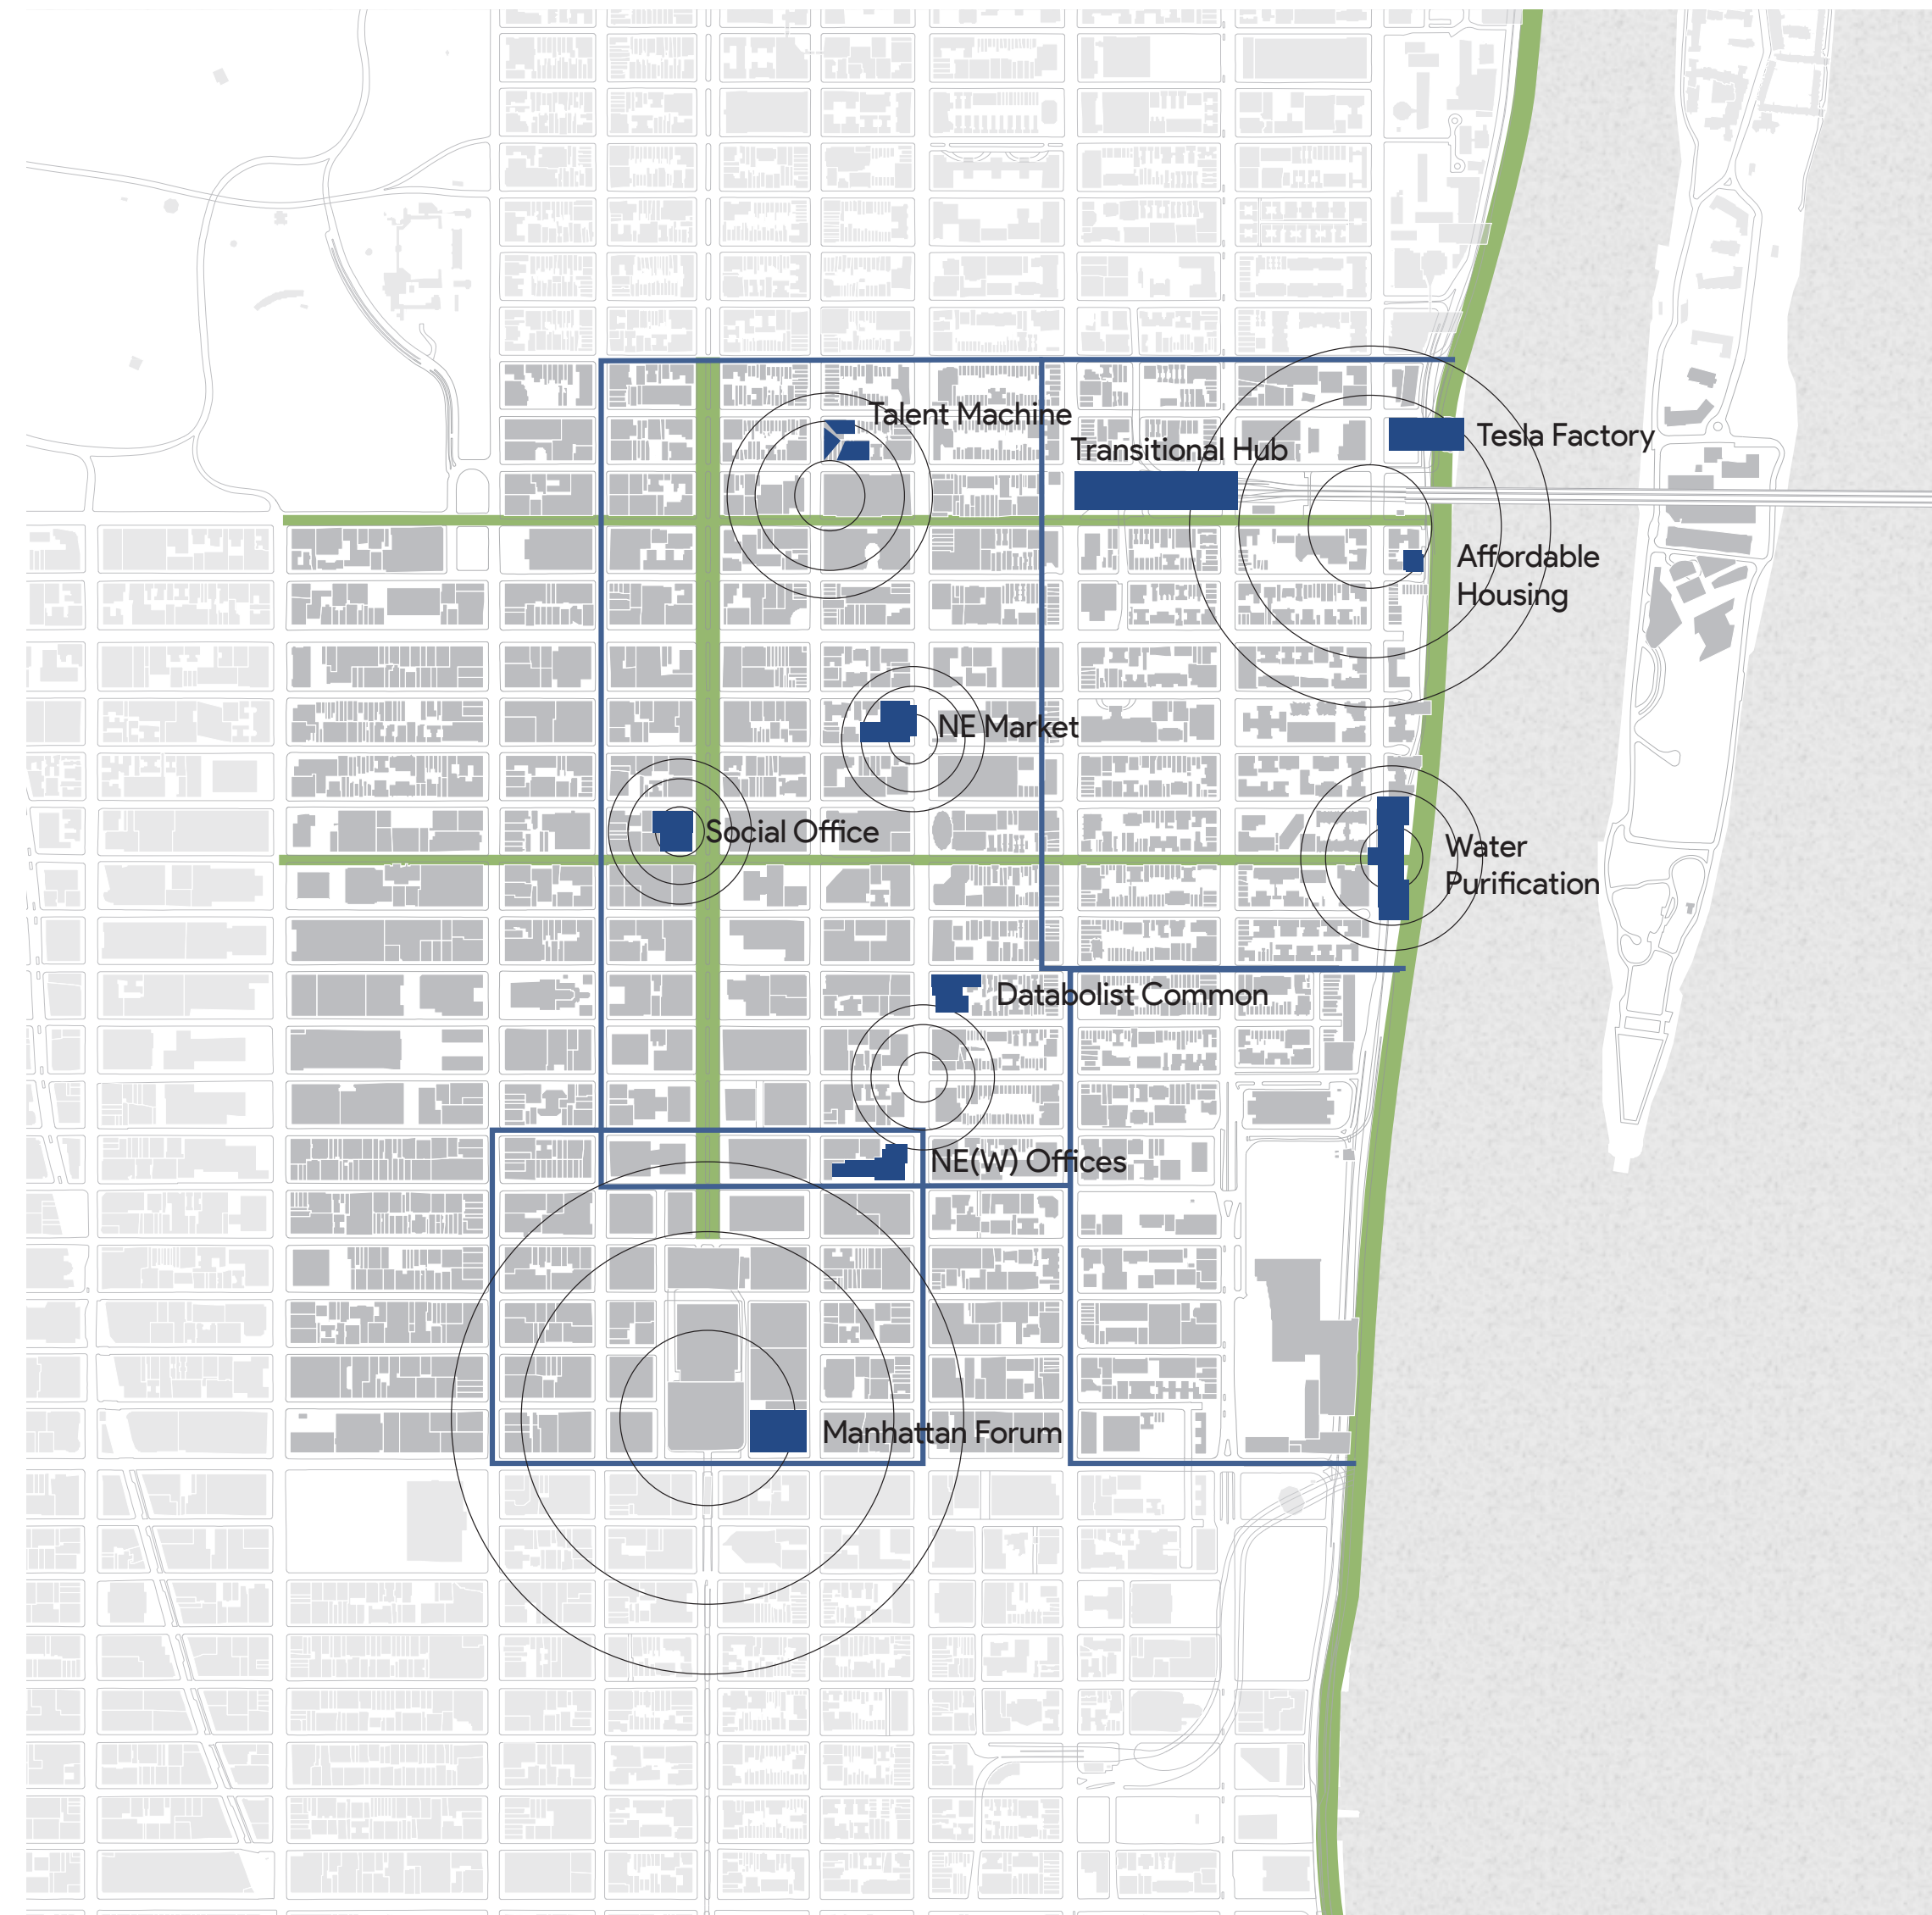 Talent Machine
Tesla Factory
Transitional Hub
Affordable
Housing
NE Market
Social Office
Water
Purification
Databolist Common
NE(W) Offices
Manhattan Forum